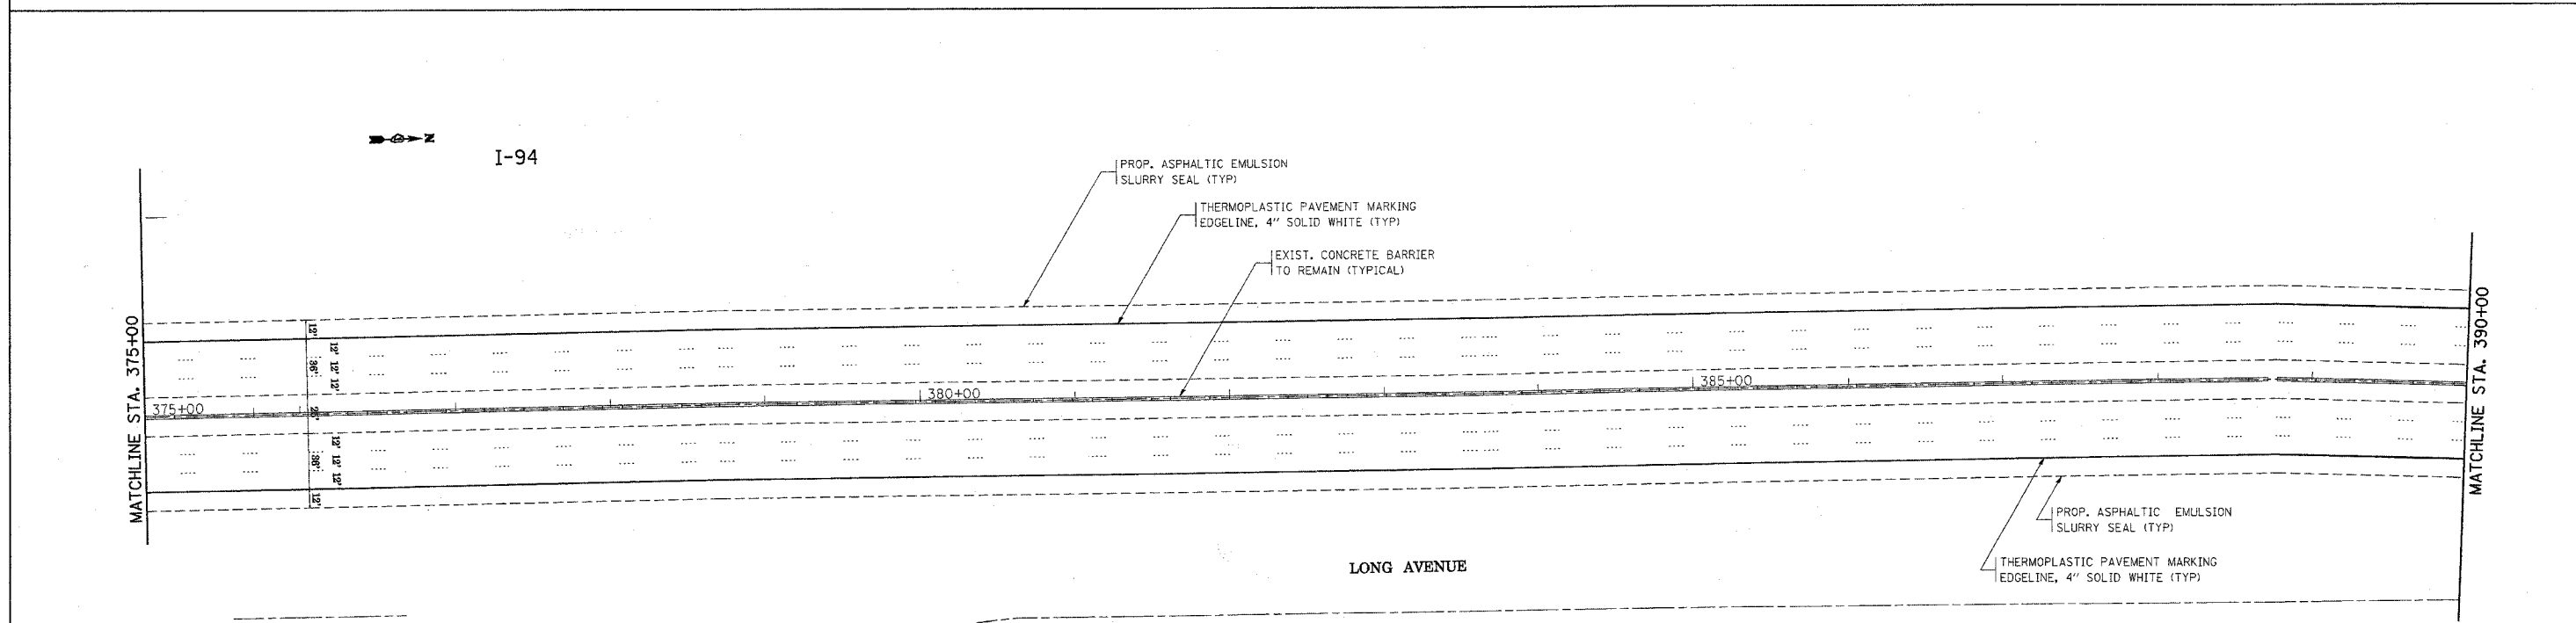 N
I-94
PROP. ASPHALTIC EMULSION
SLURRY SEAL (TYP)
THERMOPLASTIC PAVEMENT MARKING
EDGELINE, 4" SOLID WHITE (TYP)
EXIST. CONCRETE BARRIER
TO REMAIN (TYPICAL)
MATCHLINE STA. 375+00
12'
12' 12' 12'
36'
375+00
380+00
385+00
12' 12' 12'
36'
12'
MATCHLINE STA. 390+00
PROP. ASPHALTIC EMULSION
SLURRY SEAL (TYP)
THERMOPLASTIC PAVEMENT MARKING
EDGELINE, 4" SOLID WHITE (TYP)
LONG AVENUE